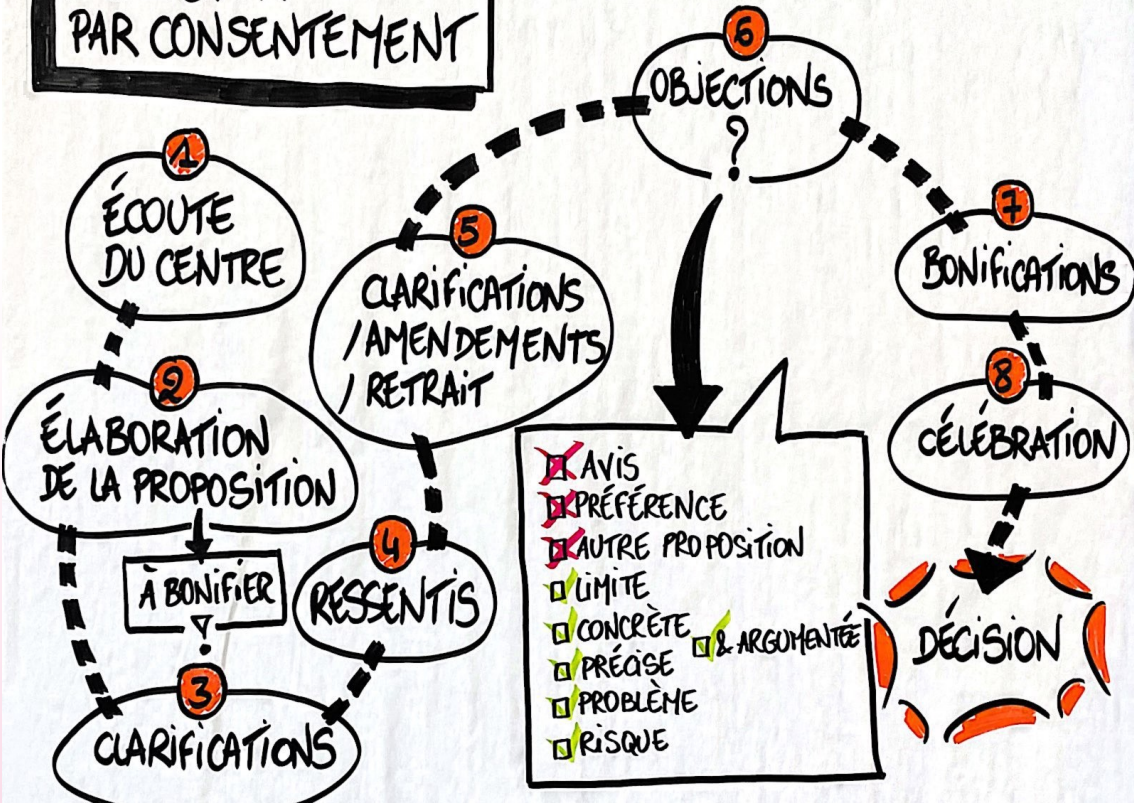 PAR CONSENTEMENT
1
ÉCOUTE
DU CENTRE
2
ÉLABORATION
DE LA PROPOSITION
À BONIFIER
3
CLARIFICATIONS
4
RESSENTIS
5
CLARIFICATIONS
/ AMENDEMENTS
/ RETRAIT
6
OBJECTIONS
?
AVIS
PRÉFÉRENCE
AUTRE PROPOSITION
LIMITE
CONCRÈTE
& ARGUMENTÉE
PRÉCISE
PROBLÈME
RISQUE
7
BONIFICATIONS
8
CÉLÉBRATION
DÉCISION